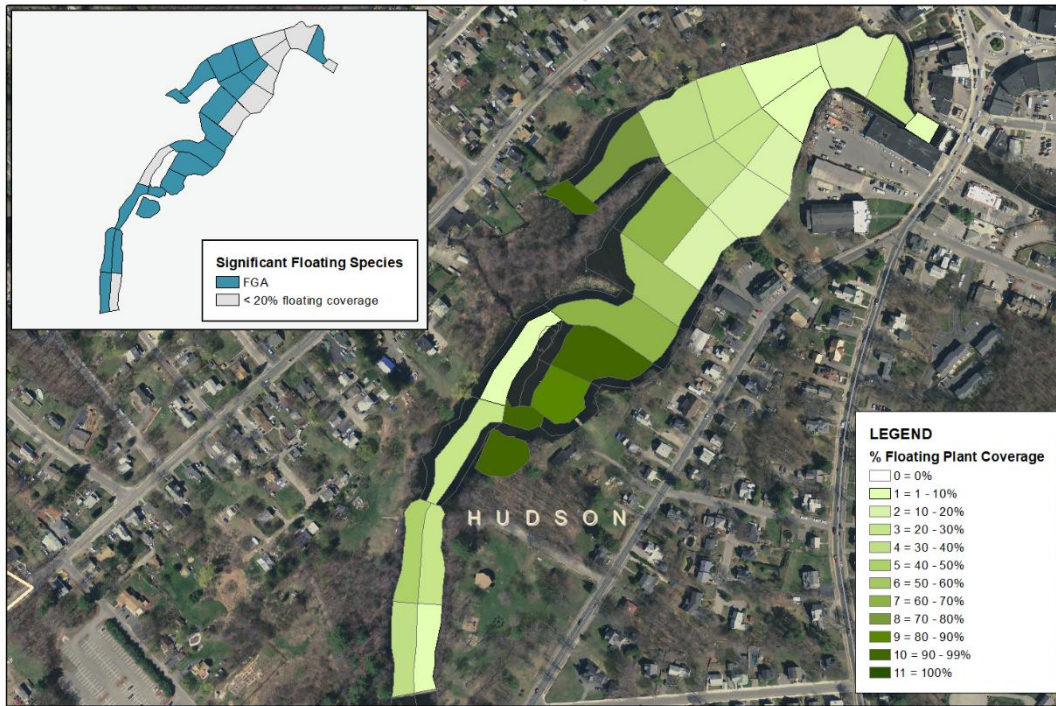 Significant Floating Species
FGA
< 20% floating coverage
HUDSON
LEGEND
% Floating Plant Coverage
0 = 0%
1 = 1 - 10%
2 = 10 - 20%
3 = 20 - 30%
4 = 30 - 40%
5 = 40 - 50%
6 = 50 - 60%
7 = 60 - 70%
8 = 70 - 80%
9 = 80 - 90%
10 = 90 - 99%
11 = 100%